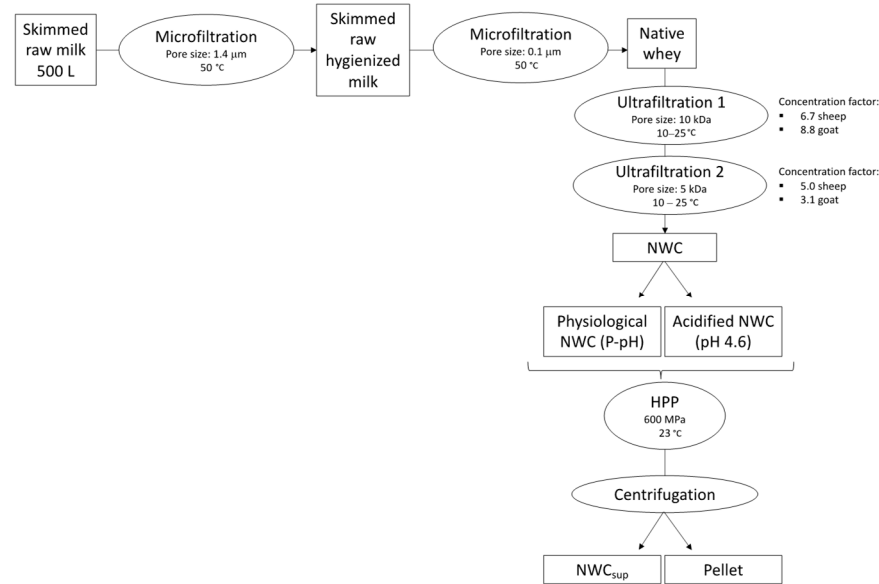 Skimmed
raw milk
500 L
Microfiltration
Pore size: 1.4 µm
50 °C
Skimmed
raw
hygienized
milk
Microfiltration
Pore size: 0.1 µm
50 °C
Native
whey
Ultrafiltration 1
Pore size: 10 kDa
10–25 °C
Concentration factor:
▪ 6.7 sheep
▪ 8.8 goat
Ultrafiltration 2
Pore size: 5 kDa
10 – 25 °C
Concentration factor:
▪ 5.0 sheep
▪ 3.1 goat
NWC
Physiological
NWC (P-pH)
Acidified NWC
(pH 4.6)
HPP
600 MPa
23 °C
Centrifugation
NWCsup
Pellet